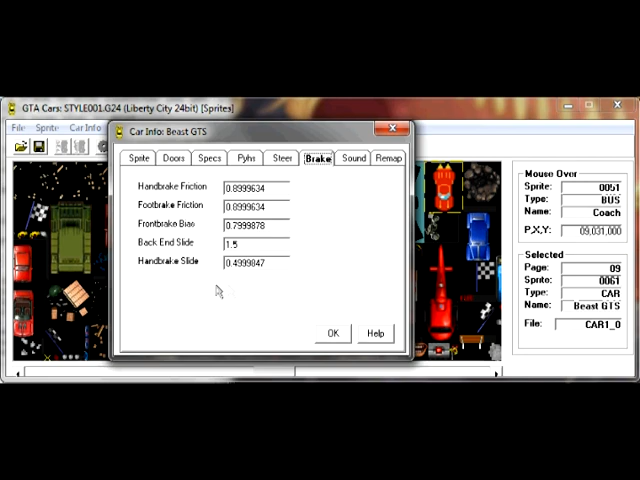 GTA Cars: STYLE001.G24 (Liberty City 24bit) [Sprites]
File Sprite Car Info
Car Info: Beast GTS
Sprite Doors Specs Pyhs Steer Brake Sound Remap
Handbrake Friction 0.8999634
Footbrake Friction 0.8999634
Frontbrake Bias 0.7999878
Back End Slide 1.5
Handbrake Slide 0.4999847
OK Help
Mouse Over
Sprite: 0051
Type: BUS
Name: Coach
P,X,Y: 09,031,000
Selected
Page: 09
Sprite: 0061
Type: CAR
Name: Beast GTS
File: CAR1_0